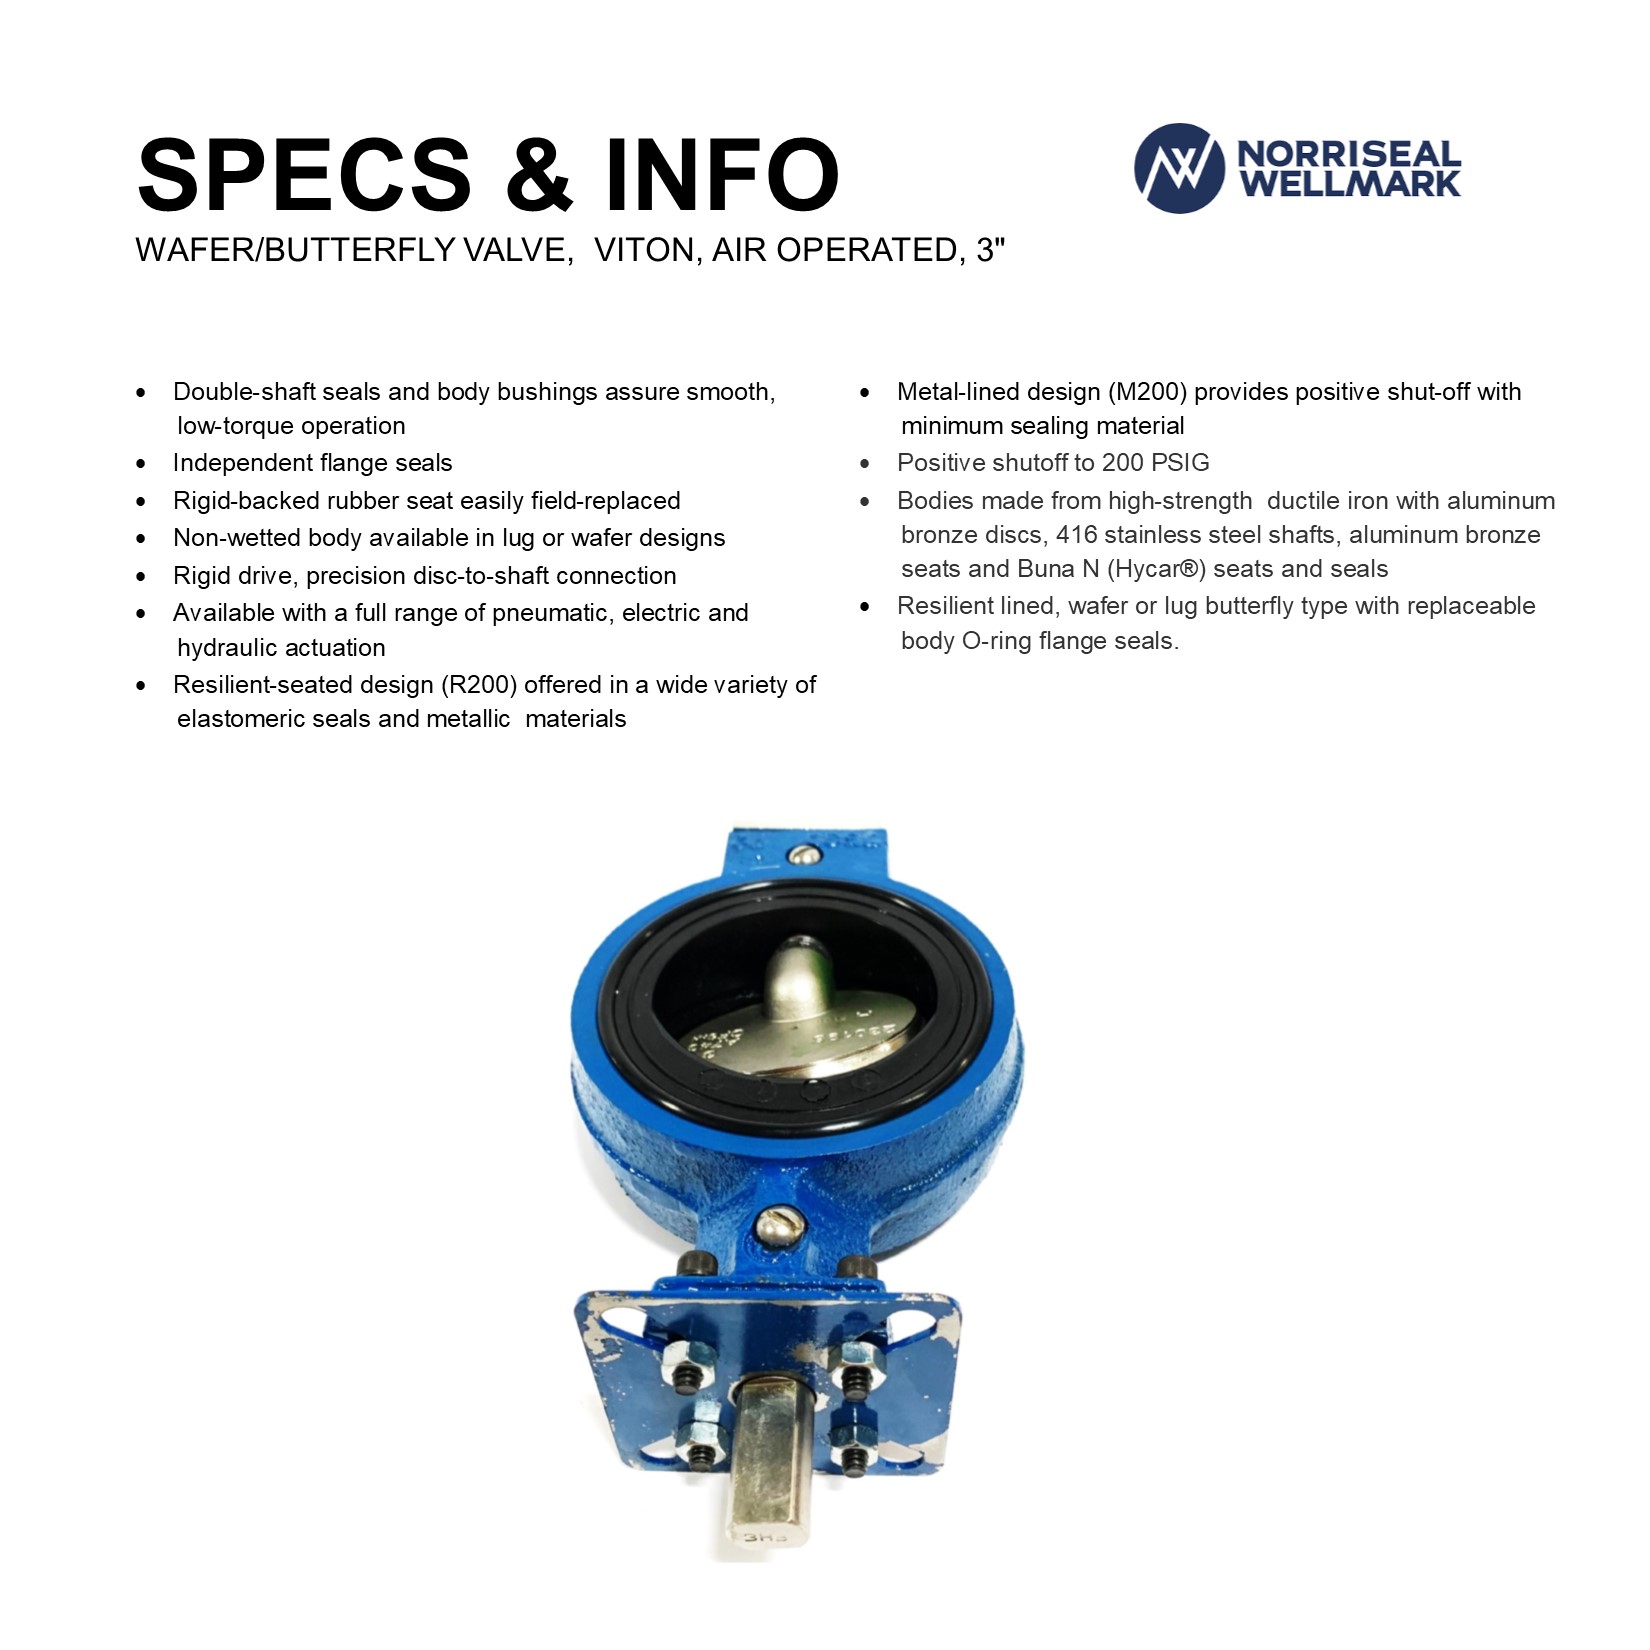 SPECS & INFO
NORRISEAL
WELLMARK
WAFER/BUTTERFLY VALVE, VITON, AIR OPERATED, 3"
• Double-shaft seals and body bushings assure smooth,
low-torque operation
• Independent flange seals
• Rigid-backed rubber seat easily field-replaced
• Non-wetted body available in lug or wafer designs
• Rigid drive, precision disc-to-shaft connection
• Available with a full range of pneumatic, electric and
hydraulic actuation
• Resilient-seated design (R200) offered in a wide variety of
elastomeric seals and metallic materials
• Metal-lined design (M200) provides positive shut-off with
minimum sealing material
• Positive shutoff to 200 PSIG
• Bodies made from high-strength ductile iron with aluminum
bronze discs, 416 stainless steel shafts, aluminum bronze
seats and Buna N (Hycar®) seats and seals
• Resilient lined, wafer or lug butterfly type with replaceable
body O-ring flange seals.